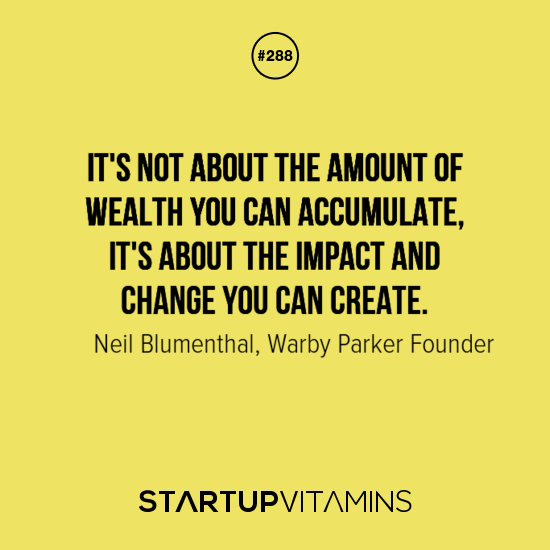 #288
IT'S NOT ABOUT THE AMOUNT OF
WEALTH YOU CAN ACCUMULATE,
IT'S ABOUT THE IMPACT AND
CHANGE YOU CAN CREATE.
Neil Blumenthal, Warby Parker Founder
STARTUPVITAMINS